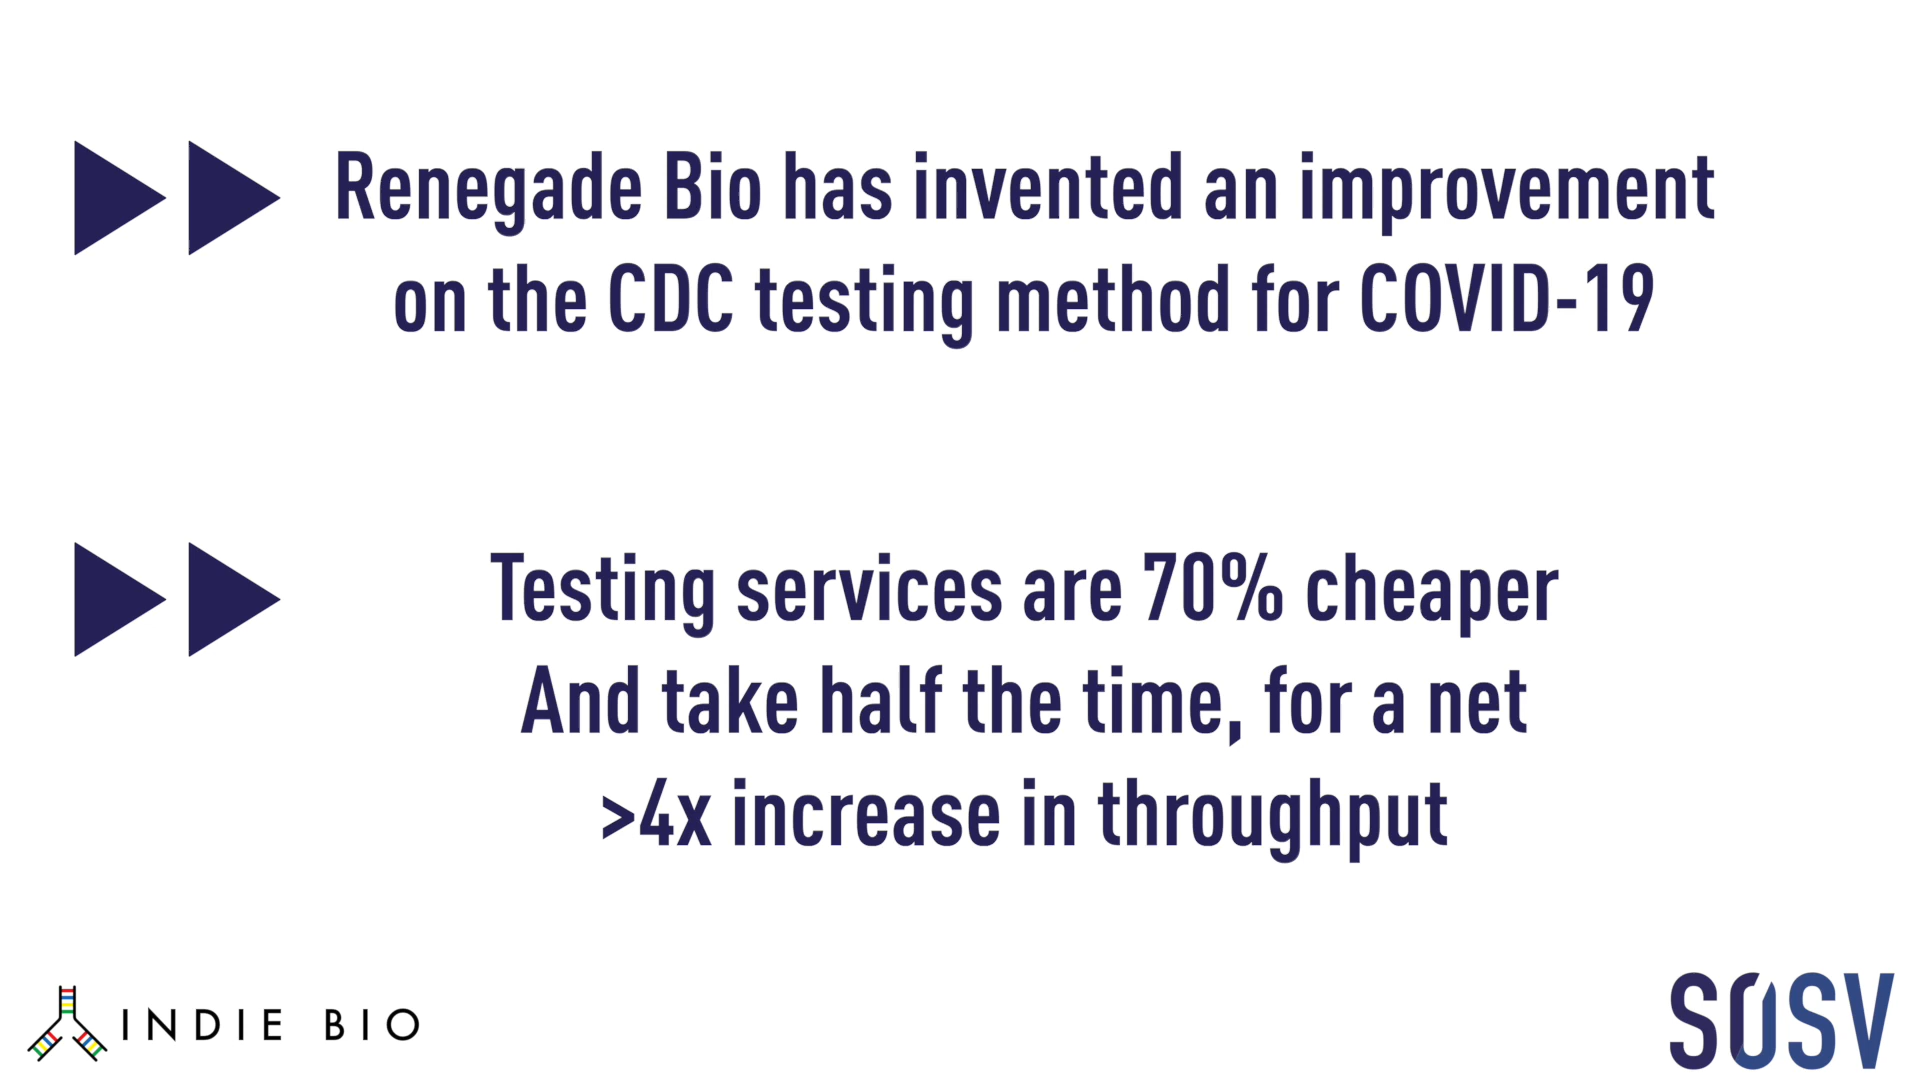 Renegade Bio has invented an improvement
on the CDC testing method for COVID-19
Testing services are 70% cheaper
And take half the time, for a net
>4x increase in throughput
INDIE BIO
SOSV